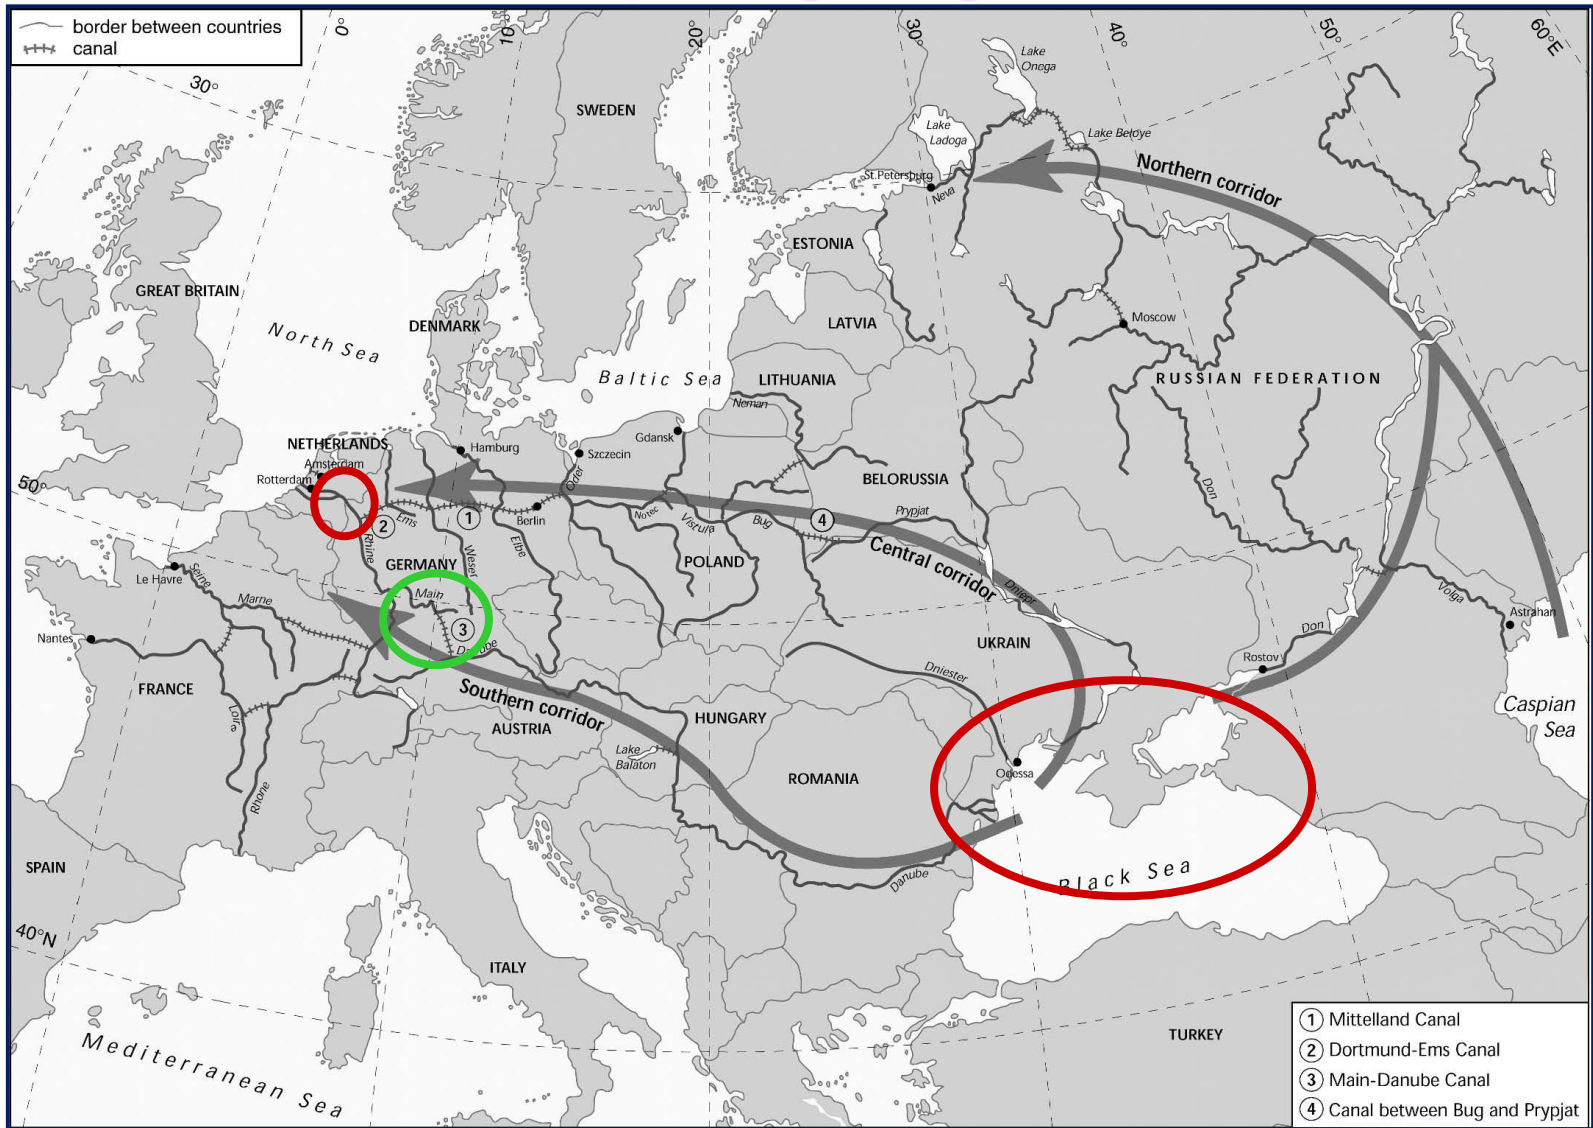 border between countries
canal
0°
10°
20°
30°
40°
50°
60°E
30°
50°
40°N
Lake
Onega
SWEDEN
Lake
Ladoga
Lake Beloye
St.Petersburg
Neva
Northern corridor
ESTONIA
GREAT BRITAIN
North Sea
DENMARK
LATVIA
Moscow
Baltic Sea
LITHUANIA
RUSSIAN FEDERATION
Neman
NETHERLANDS
Amsterdam
Rotterdam
Hamburg
Szczecin
Gdansk
BELORUSSIA
Oder
Berlin
Notec
Vistula
Bug
Prypjat
Don
1
2
4
Ems
Rhine
Weser
Elbe
GERMANY
POLAND
Central corridor
Dniepr
Le Havre
Seine
Marne
Main
3
Danube
Nantes
FRANCE
Loire
Rhone
Southern corridor
AUSTRIA
HUNGARY
Lake
Balaton
Dniester
UKRAIN
Volga
Astrahan
Don
Rostov
Caspian
Sea
Odessa
ROMANIA
Danube
Black Sea
SPAIN
ITALY
TURKEY
Mediterranean Sea
1 Mittelland Canal
2 Dortmund-Ems Canal
3 Main-Danube Canal
4 Canal between Bug and Prypjat